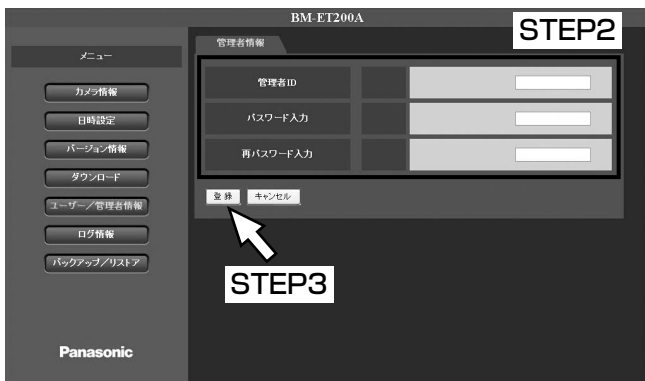 BM-ET200A
STEP2
メニュー
カメラ情報
日時設定
バージョン情報
ダウンロード
ユーザー/管理者情報
ログ情報
バックアップ/リストア
Panasonic
管理者情報
管理者ID
パスワード入力
再パスワード入力
登録 キャンセル
STEP3